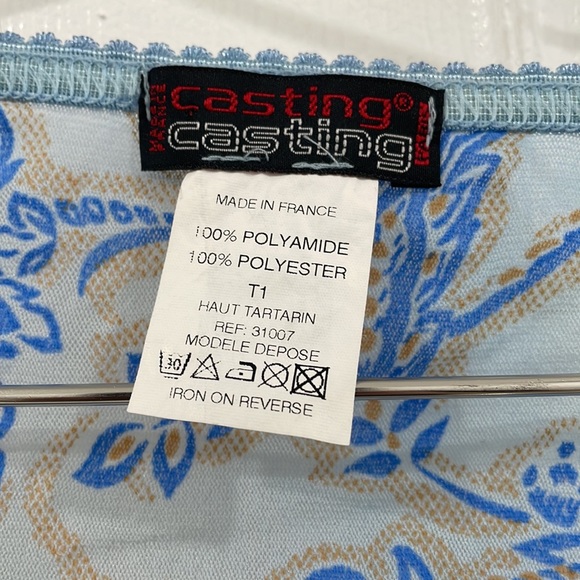 casting®
casting
MADE IN FRANCE
100% POLYAMIDE
100% POLYESTER
T1
HAUT TARTARIN
REF: 31007
MODELE DEPOSE
30
IRON ON REVERSE